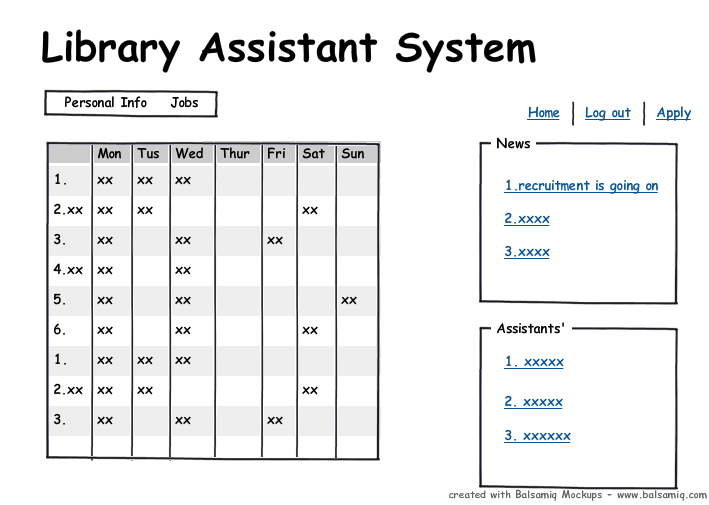 Library Assistant System
Personal Info Jobs
Home Log out Apply
Mon Tus Wed Thur Fri Sat Sun
1. xx xx xx
2.xx xx xx xx
3. xx xx xx
4.xx xx xx
5. xx xx xx
6. xx xx xx
1. xx xx xx
2.xx xx xx xx
3. xx xx xx
News
1.recruitment is going on
2.xxxx
3.xxxx
Assistants'
1. xxxxx
2. xxxxx
3. xxxxxx
created with Balsamiq Mockups - www.balsamiq.com